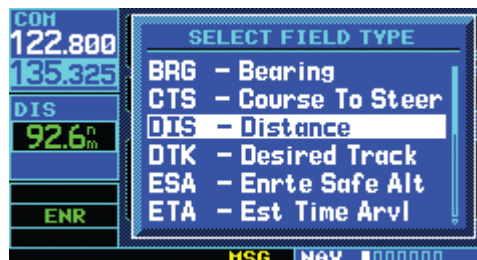 COM
122.800
135.325
DIS
92.6nm
ENR
SELECT FIELD TYPE
BRG – Bearing
CTS – Course To Steer
DIS – Distance
DTK – Desired Track
ESA – Enrte Safe Alt
ETA – Est Time Arvl
MSG NAV